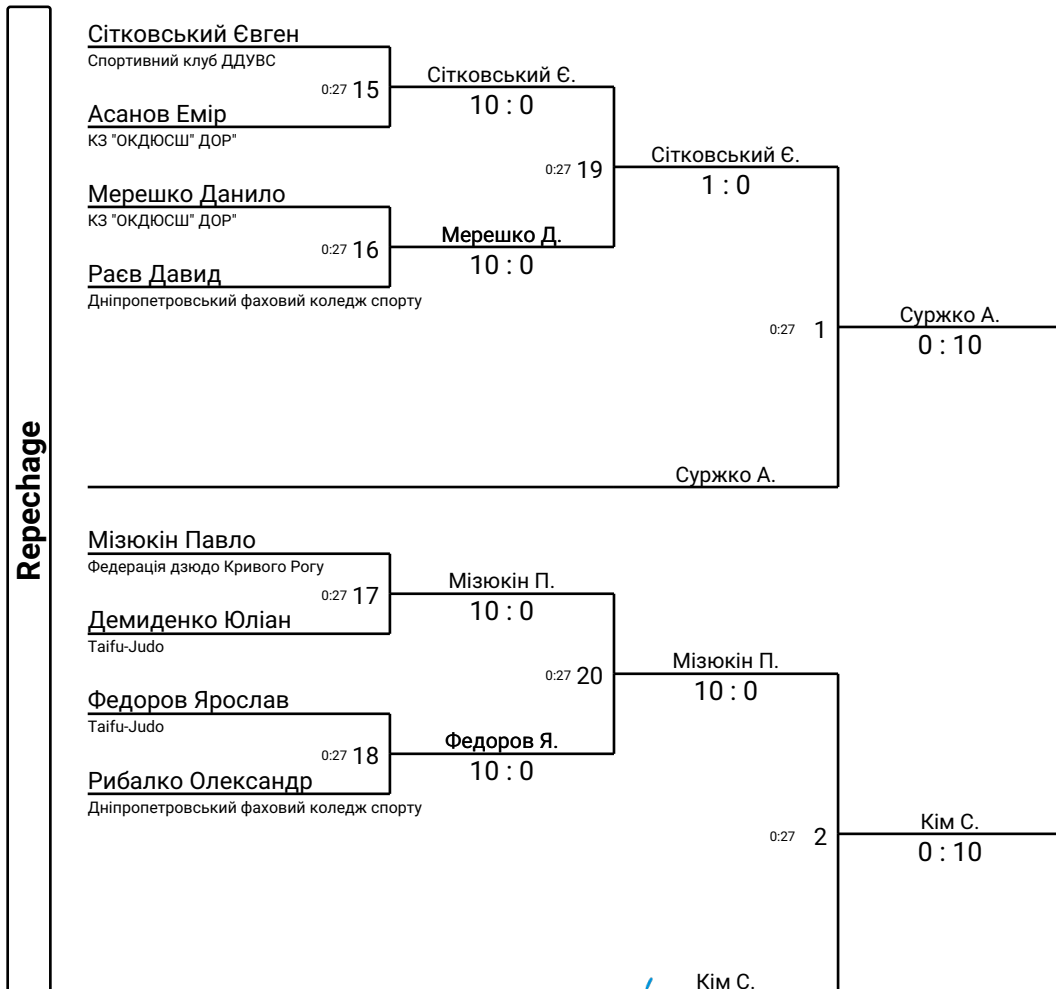 Repechage
Сітковський Євген
Спортивний клуб ДДУВС
0:27 15
Асанов Емір
КЗ "ОКДЮСШ" ДОР"
Сітковський Є.
10 : 0
Мерешко Данило
КЗ "ОКДЮСШ" ДОР"
0:27 16
Раєв Давид
Дніпропетровський фаховий коледж спорту
Мерешко Д.
10 : 0
0:27 19
Сітковський Є.
1 : 0
0:27 1
Суржко А.
0 : 10
Суржко А.
Мізюкін Павло
Федерація дзюдо Кривого Рогу
0:27 17
Демиденко Юліан
Taifu-Judo
Мізюкін П.
10 : 0
Федоров Ярослав
Taifu-Judo
0:27 18
Рибалко Олександр
Дніпропетровський фаховий коледж спорту
Федоров Я.
10 : 0
0:27 20
Мізюкін П.
10 : 0
0:27 2
Кім С.
0 : 10
Кім С.